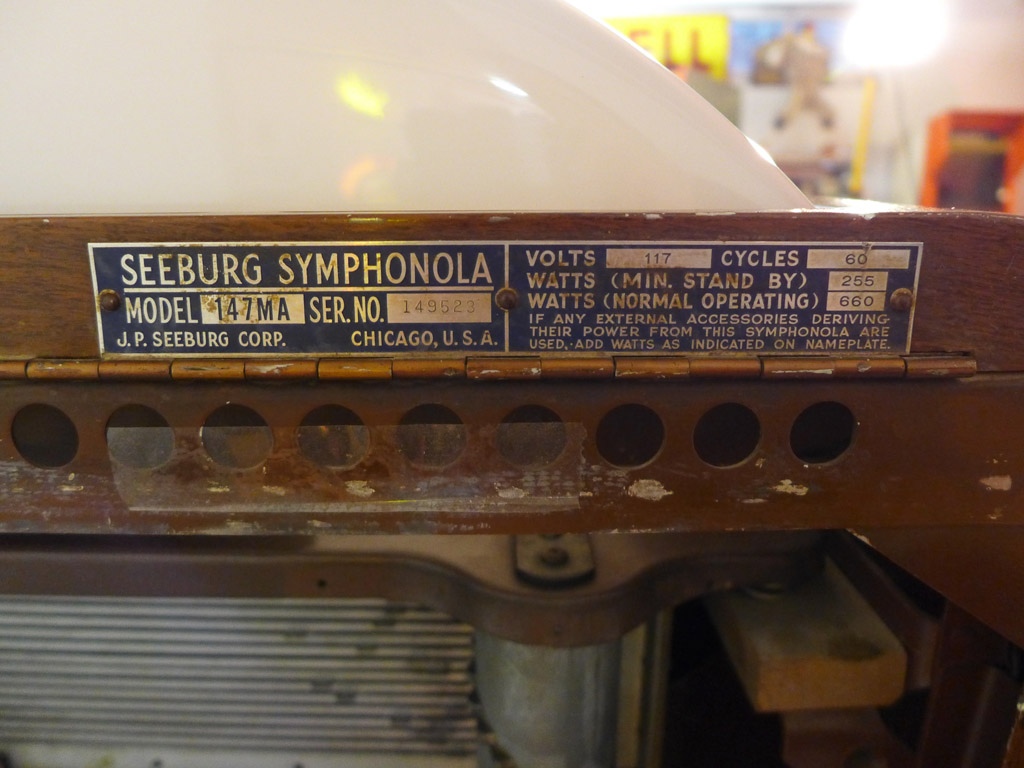 ELL
SEEBURG SYMPHONOLA
MODEL 147MA SER. NO. 149523
J. P. SEEBURG CORP. CHICAGO, U. S. A.
VOLTS 117 CYCLES 60
WATTS (MIN. STAND BY) 255
WATTS (NORMAL OPERATING) 660
IF ANY EXTERNAL ACCESSORIES DERIVING
THEIR POWER FROM THIS SYMPHONOLA ARE
USED,-ADD WATTS AS INDICATED ON NAMEPLATE.